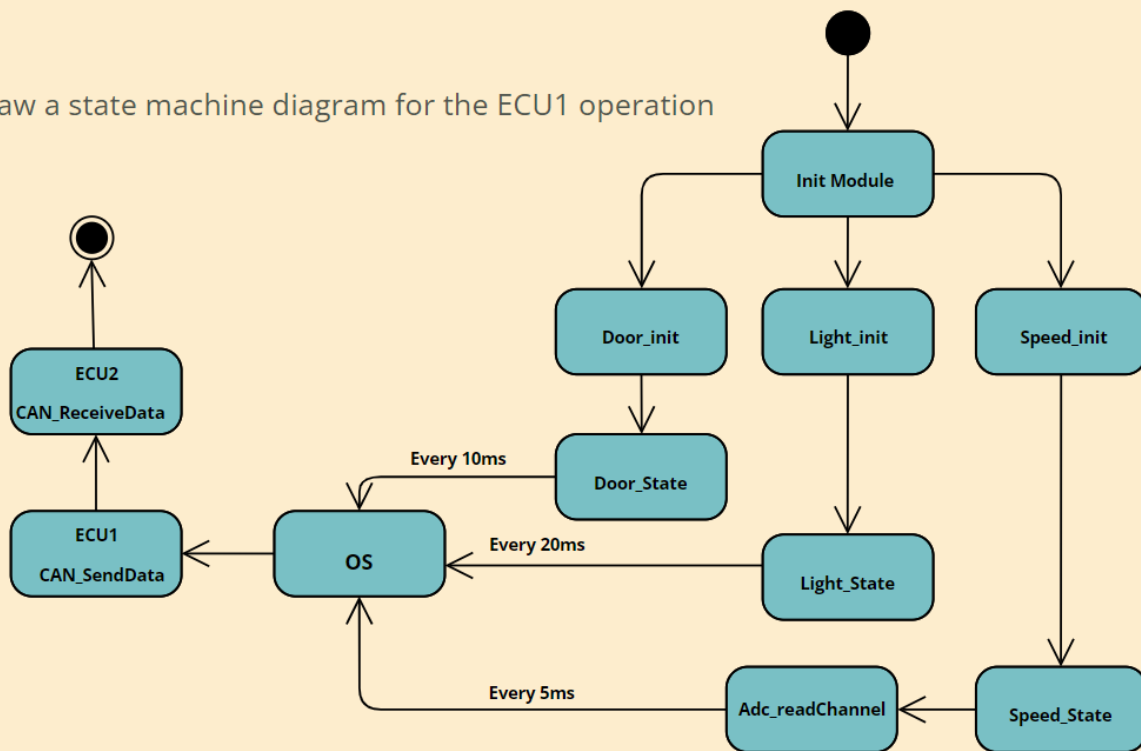 aw a state machine diagram for the ECU1 operation
Init Module
Door_init
Light_init
Speed_init
ECU2
CAN_ReceiveData
Every 10ms
Door_State
ECU1
CAN_SendData
OS
Every 20ms
Light_State
Every 5ms
Adc_readChannel
Speed_State